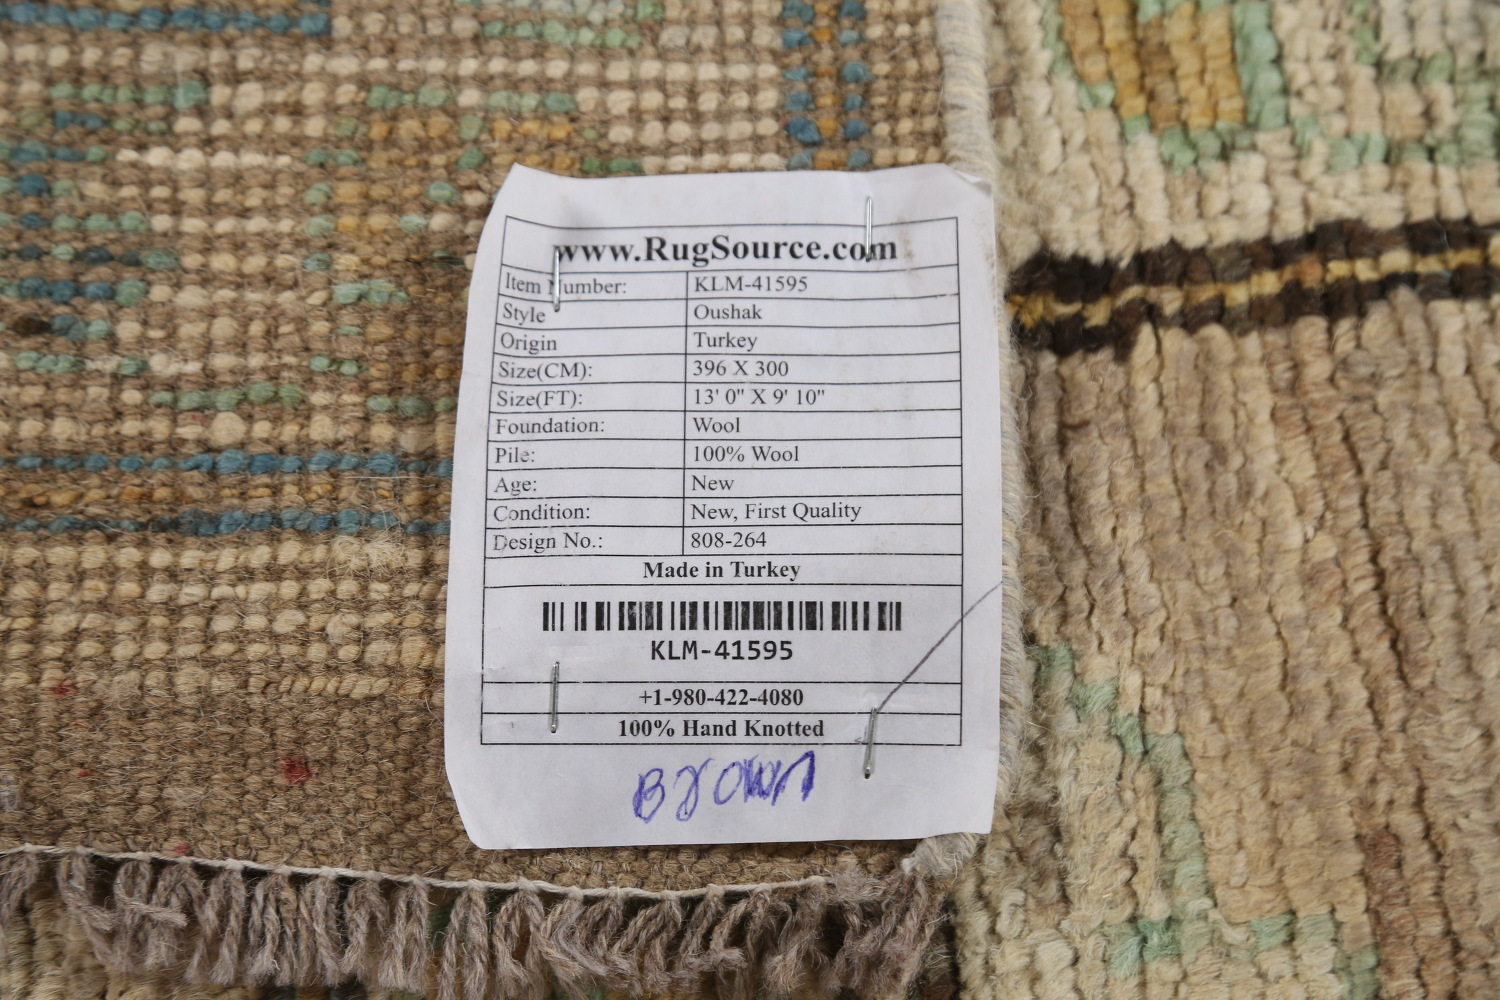 www.RugSource.com
Item Number: KLM-41595
Style Oushak
Origin Turkey
Size(CM): 396 X 300
Size(FT): 13' 0" X 9' 10"
Foundation: Wool
Pile: 100% Wool
Age: New
Condition: New, First Quality
Design No.: 808-264
Made in Turkey
KLM-41595
+1-980-422-4080
100% Hand Knotted
Brown